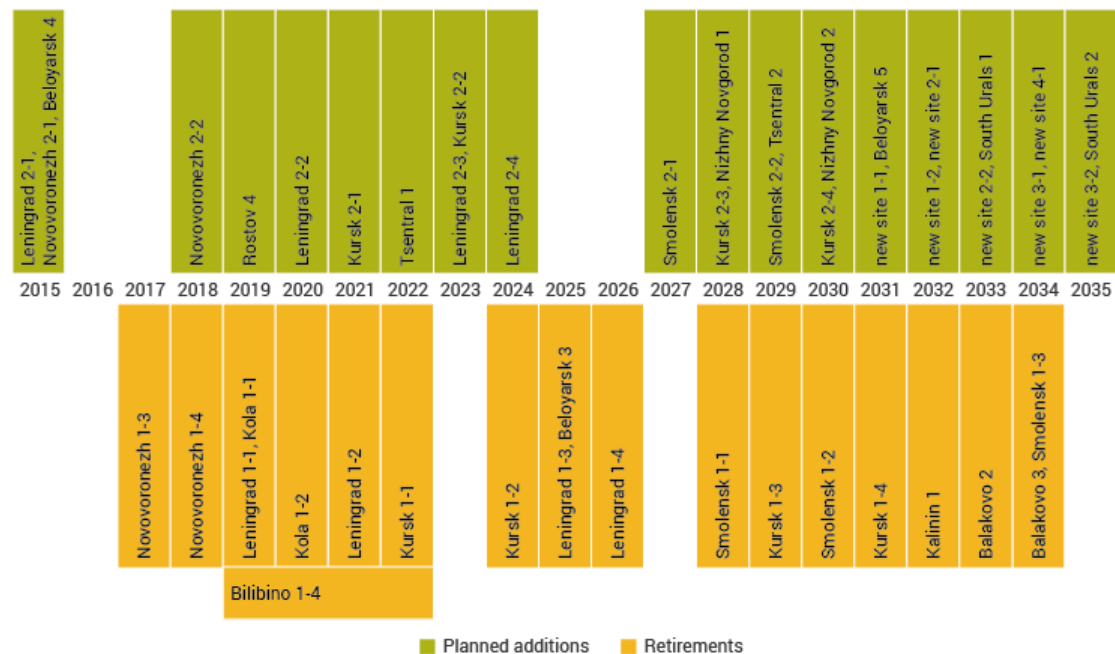 Leningrad 2-1,
Novovoronezh 2-1, Beloyarsk 4
Novovoronezh 2-2
Rostov 4
Leningrad 2-2
Kursk 2-1
Tsentral 1
Leningrad 2-3, Kursk 2-2
Leningrad 2-4
Smolensk 2-1
Kursk 2-3, Nizhny Novgorod 1
Smolensk 2-2, Tsentral 2
Kursk 2-4, Nizhny Novgorod 2
new site 1-1, Beloyarsk 5
new site 1-2, new site 2-1
new site 2-2, South Urals 1
new site 3-1, new site 4-1
new site 3-2, South Urals 2
2015 2016 2017 2018 2019 2020 2021 2022 2023 2024 2025 2026 2027 2028 2029 2030 2031 2032 2033 2034 2035
Novovoronezh 1-3
Novovoronezh 1-4
Leningrad 1-1, Kola 1-1
Kola 1-2
Leningrad 1-2
Kursk 1-1
Kursk 1-2
Leningrad 1-3, Beloyarsk 3
Leningrad 1-4
Smolensk 1-1
Kursk 1-3
Smolensk 1-2
Kursk 1-4
Kalinin 1
Balakovo 2
Balakovo 3, Smolensk 1-3
Bilibino 1-4
Planned additions Retirements